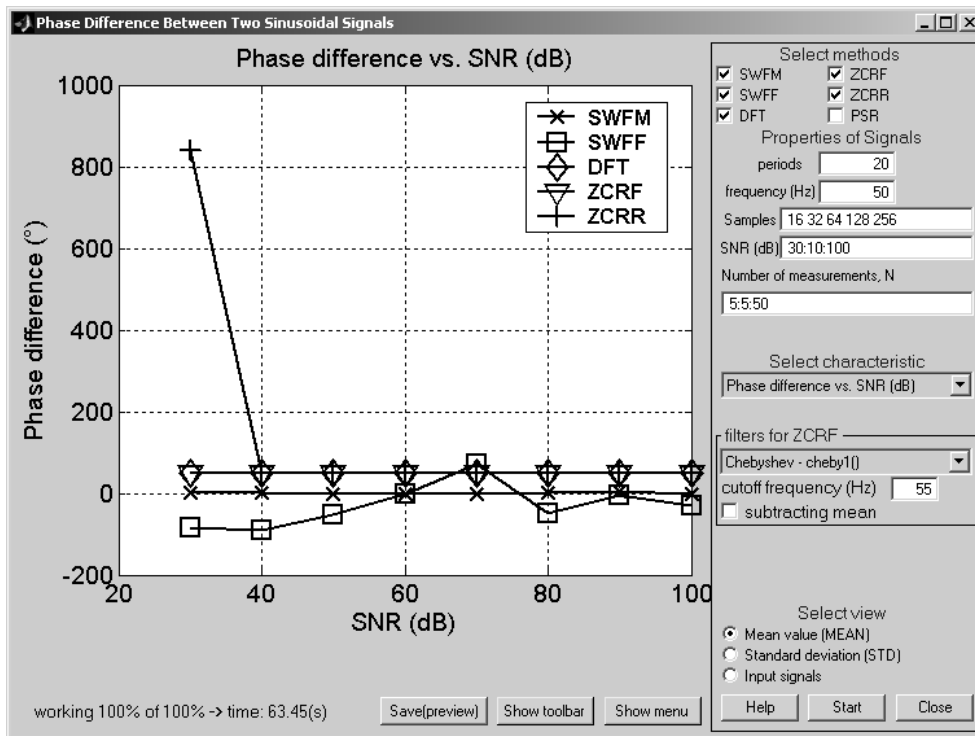 Phase Difference Between Two Sinusoidal Signals
Phase difference vs. SNR (dB)
Phase difference (°)
1000
800
600
400
200
0
-200
20
40
60
80
100
SNR (dB)
SWFM
SWFF
DFT
ZCRF
ZCRR
Select methods
SWFM ZCRF
SWFF ZCRR
DFT PSR
Properties of Signals
periods 20
frequency (Hz) 50
Samples 16 32 64 128 256
SNR (dB) 30:10:100
Number of measurements, N
5:5:50
Select characteristic
Phase difference vs. SNR (dB)
filters for ZCRF
Chebyshev - cheby1()
cutoff frequency (Hz) 55
subtracting mean
Select view
Mean value (MEAN)
Standard deviation (STD)
Input signals
working 100% of 100% -> time: 63.45(s)
Save(preview) Show toolbar Show menu
Help Start Close